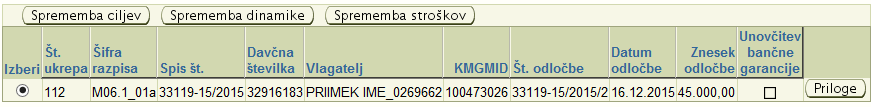 Sprememba ciljev Sprememba dinamike Sprememba stroškov
Izberi Št. ukrepa Šifra razpisa Spis št. Davčna številka Vlagatelj KMGMID Št. odločbe Datum odločbe Znesek odločbe Unovčitev bančne garancije
112 M06.1_01a 33119-15/2015 32916183 PRIIMEK IME_0269662 100473026 33119-15/2015/2 16.12.2015 45.000,00 Priloge